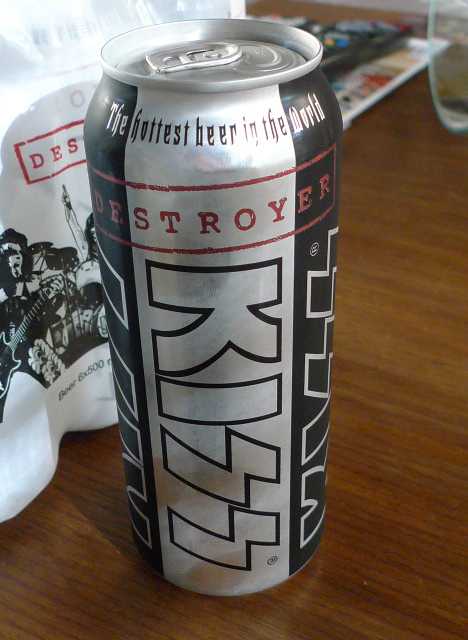 The hottest beer in the World
DESTROYER
KISS
®
®
DES
Beer 6x500 m